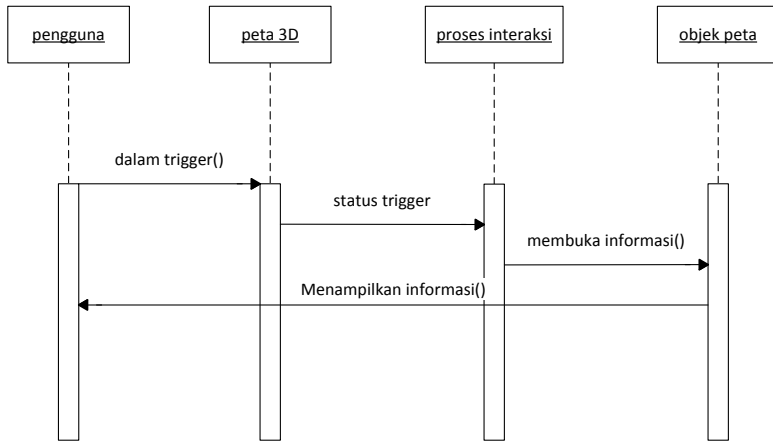 pengguna
peta 3D
proses interaksi
objek peta
dalam trigger()
status trigger
membuka informasi()
Menampilkan informasi()